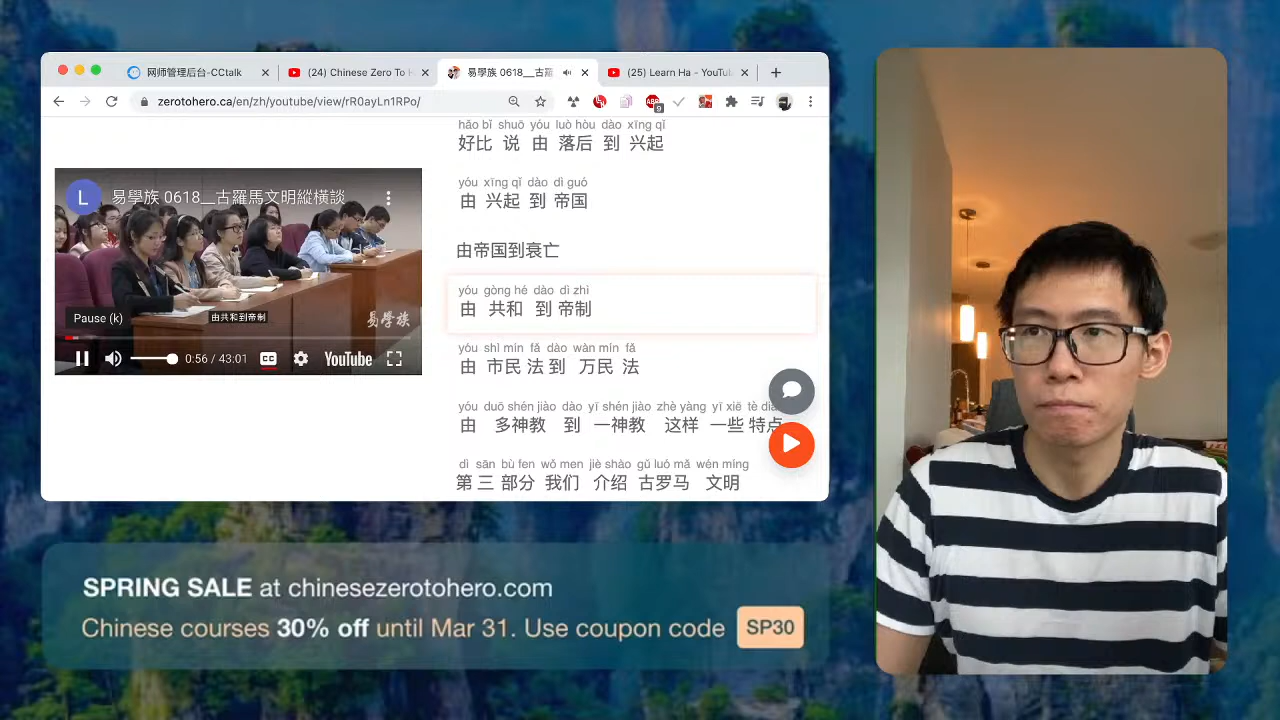 网师管理后台-CCtalk
(24) Chinese Zero To H
易學族 0618__古羅
(25) Learn Ha - YouTu
zerotohero.ca/en/zh/youtube/view/rR0ayLn1RPo/
9
L
易學族 0618__古羅馬文明縱橫談
Pause (k)
由共和到帝制
易學族
0:56 / 43:01
CC
YouTube
hǎo bǐ shuō yóu luò hòu dào xīng qǐ
好比 说 由 落后 到 兴起
yóu xīng qǐ dào dì guó
由 兴起 到 帝国
由帝国到衰亡
yóu gòng hé dào dì zhì
由 共和 到 帝制
yóu shì mín fǎ dào wàn mín fǎ
由 市民 法 到 万民 法
yóu duō shén jiào dào yī shén jiào zhè yàng yī xiē tè diǎ
由 多神教 到 一神教 这样 一些 特点
dì sān bù fen wǒ men jiè shào gǔ luó mǎ wén míng
第 三 部分 我们 介绍 古罗马 文明
SPRING SALE at chinesezerotohero.com
Chinese courses 30% off until Mar 31. Use coupon code SP30